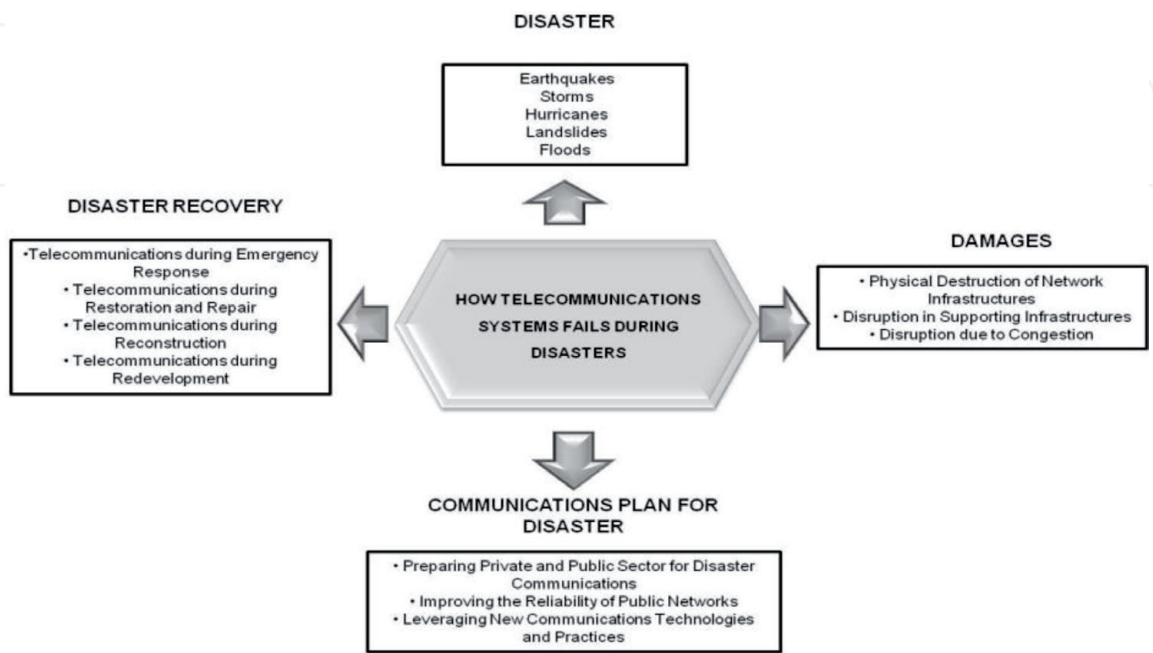 DISASTER
Earthquakes
Storms
Hurricanes
Landslides
Floods
DISASTER RECOVERY
•Telecommunications during Emergency
Response
• Telecommunications during
Restoration and Repair
• Telecommunications during
Reconstruction
• Telecommunications during
Redevelopment
HOW TELECOMMUNICATIONS
SYSTEMS FAILS DURING
DISASTERS
DAMAGES
• Physical Destruction of Network
Infrastructures
• Disruption in Supporting Infrastructures
• Disruption due to Congestion
COMMUNICATIONS PLAN FOR
DISASTER
• Preparing Private and Public Sector for Disaster
Communications
• Improving the Reliability of Public Networks
• Leveraging New Communications Technologies
and Practices